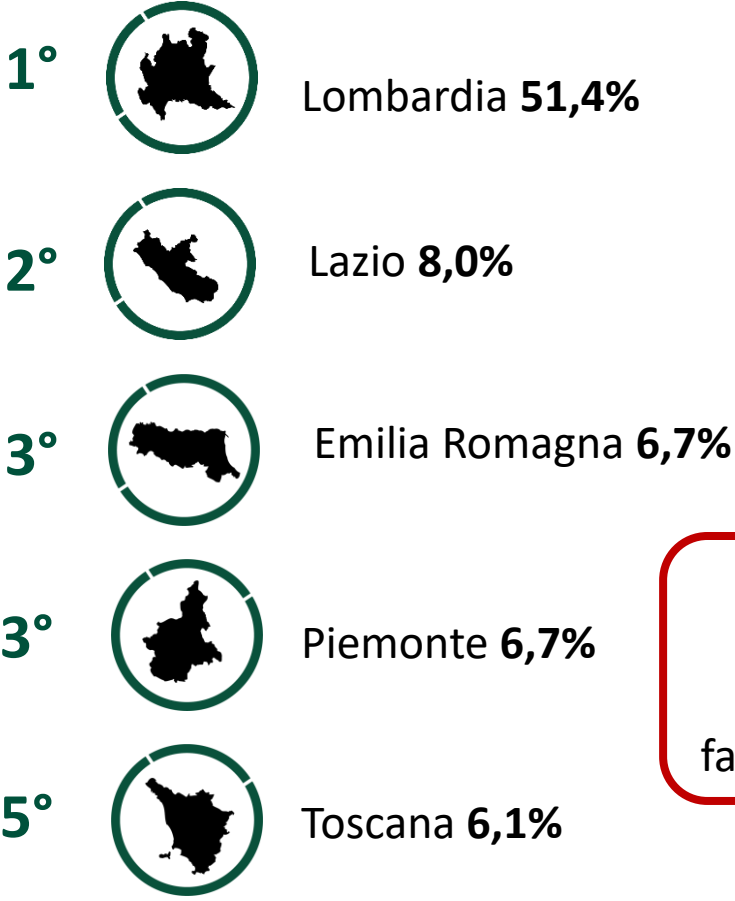 1°
Lombardia 51,4%
2°
Lazio 8,0%
3°
Emilia Romagna 6,7%
3°
Piemonte 6,7%
fa
5°
Toscana 6,1%